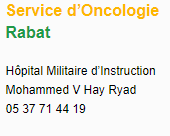 Service d’Oncologie
Rabat
Hôpital Militaire d’Instruction
Mohammed V Hay Ryad
05 37 71 44 19